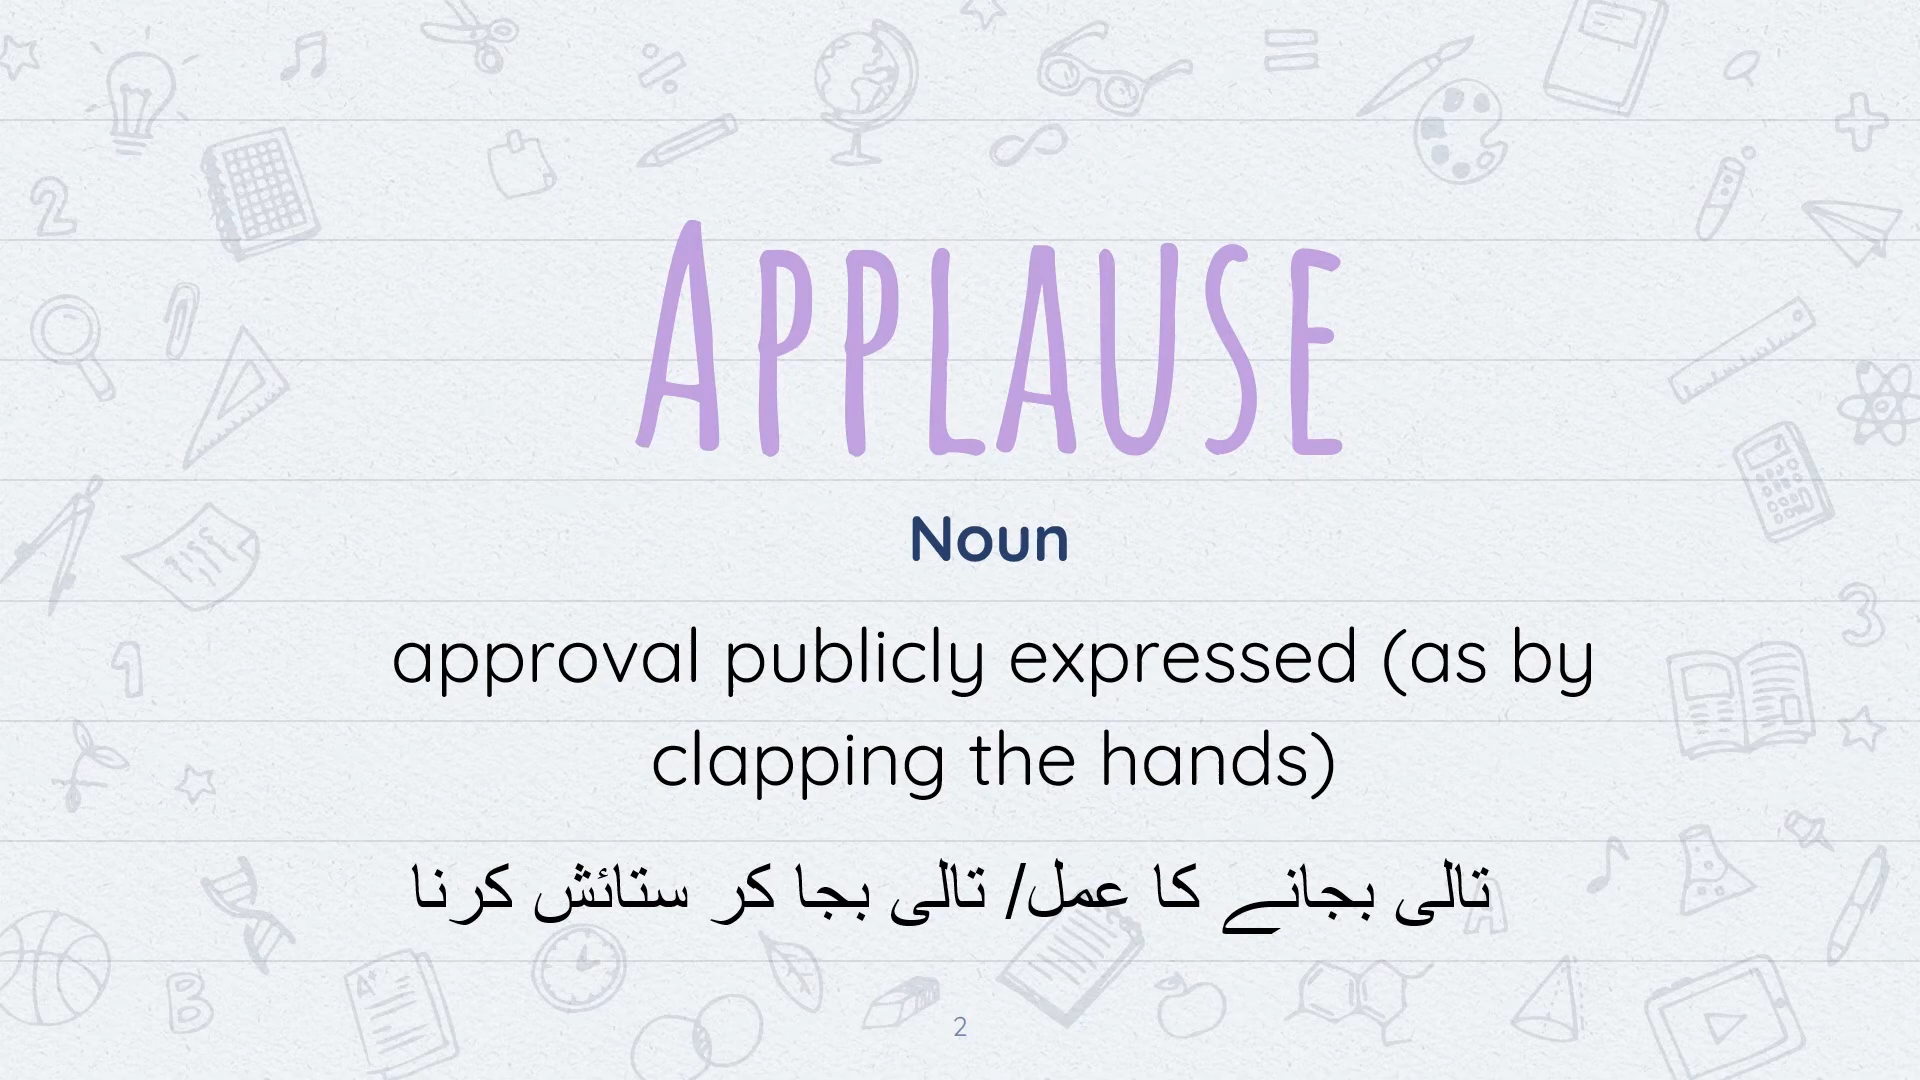 APPLAUSE
Noun
approval publicly expressed (as by
clapping the hands)
تالی بجانے کا عمل/ تالی بجا کر ستائش کرنا
2